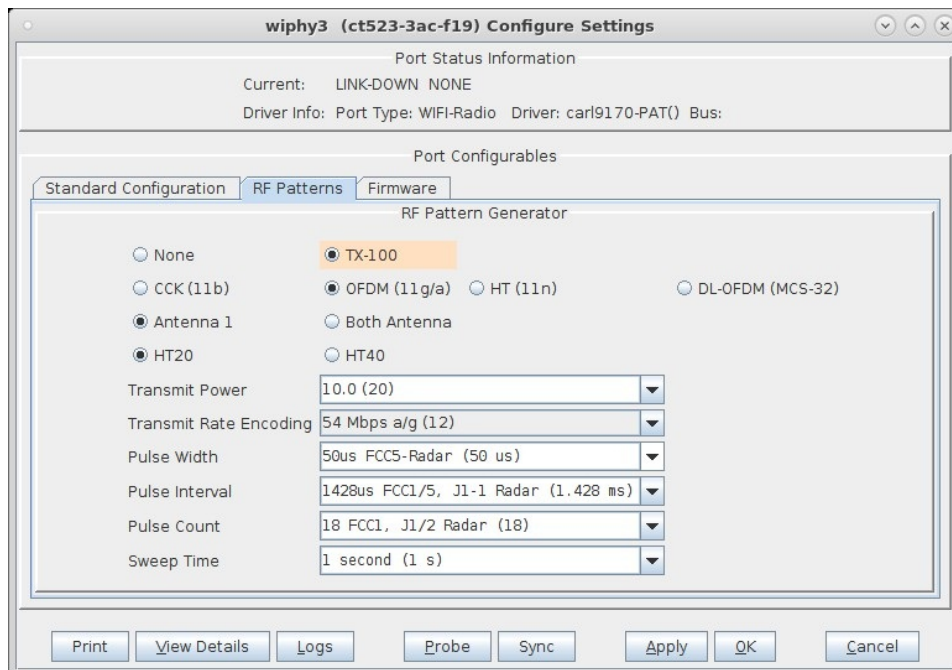 wiphy3 (ct523-3ac-f19) Configure Settings
Port Status Information
Current: LINK-DOWN NONE
Driver Info: Port Type: WIFI-Radio Driver: carl9170-PAT() Bus:
Port Configurables
Standard Configuration RF Patterns Firmware
RF Pattern Generator
None TX-100
CCK (11b) OFDM (11g/a) HT (11n) DL-OFDM (MCS-32)
Antenna 1 Both Antenna
HT20 HT40
Transmit Power 10.0 (20)
Transmit Rate Encoding 54 Mbps a/g (12)
Pulse Width 50us FCC5-Radar (50 us)
Pulse Interval 1428us FCC1/5, J1-1 Radar (1.428 ms)
Pulse Count 18 FCC1, J1/2 Radar (18)
Sweep Time 1 second (1 s)
Print View Details Logs Probe Sync Apply OK Cancel